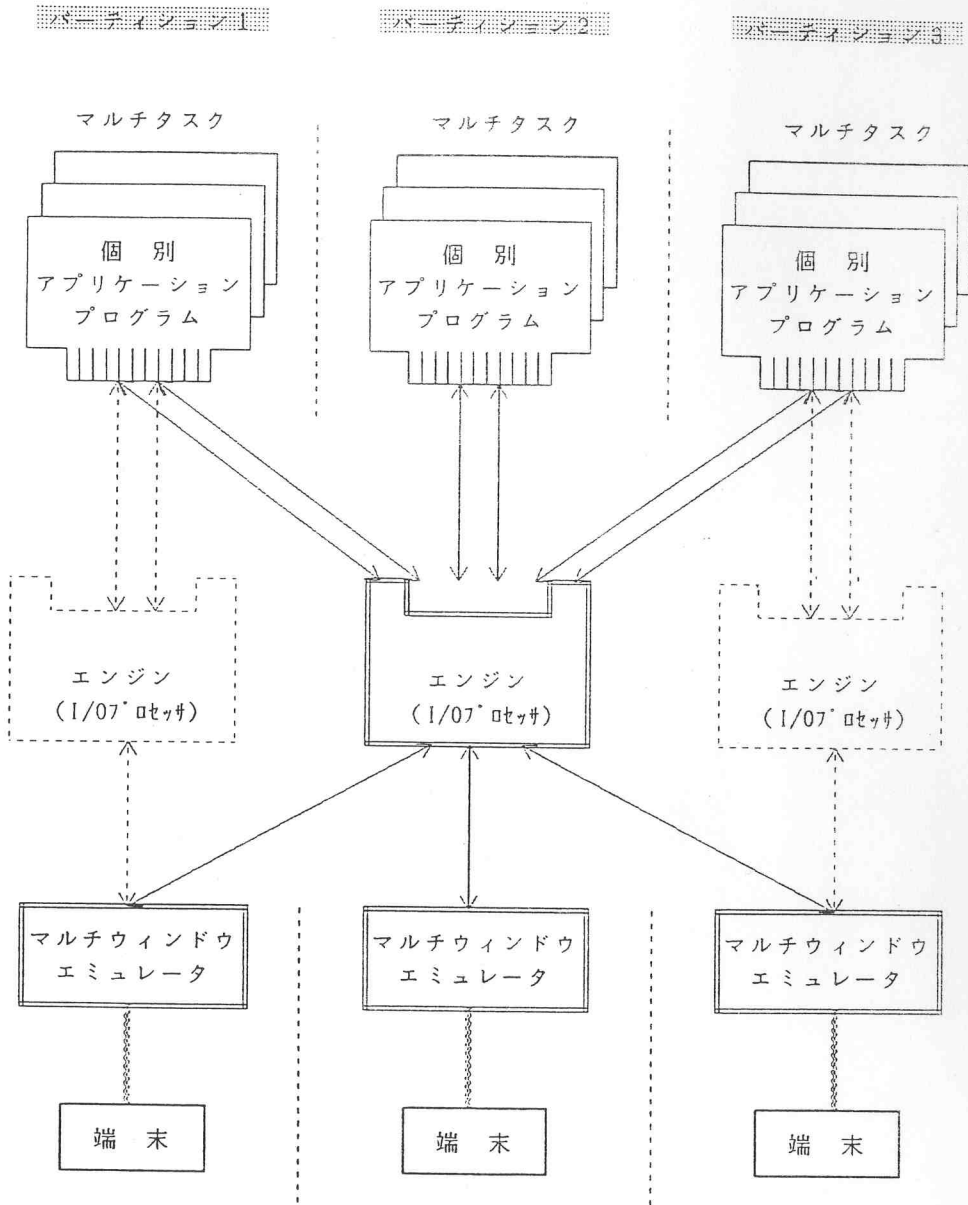 パーティション1
パーティション2
パーティション3
マルチタスク
マルチタスク
マルチタスク
個 別
アプリケーション
プログラム
個 別
アプリケーション
プログラム
個 別
アプリケーション
プログラム
エンジン
(I/Oプロセッサ)
エンジン
(I/Oプロセッサ)
エンジン
(I/Oプロセッサ)
マルチウィンドウ
エミュレータ
マルチウィンドウ
エミュレータ
マルチウィンドウ
エミュレータ
端 末
端 末
端 末